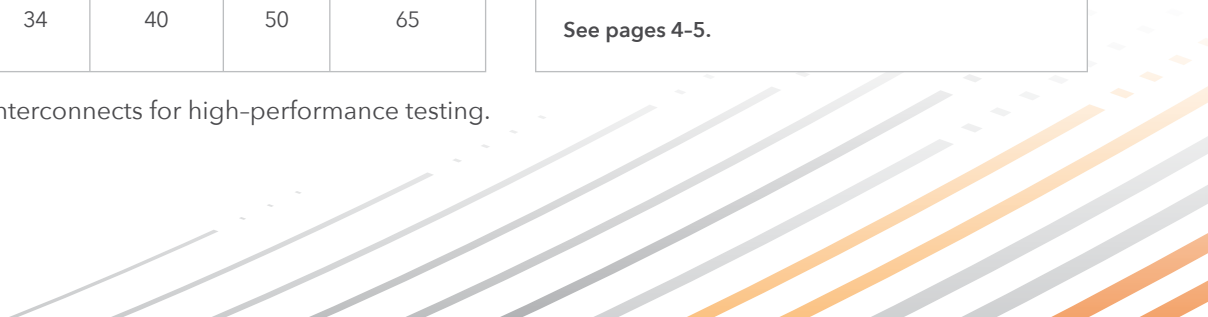 34 40 50 65
See pages 4–5.
nterconnects for high–performance testing.